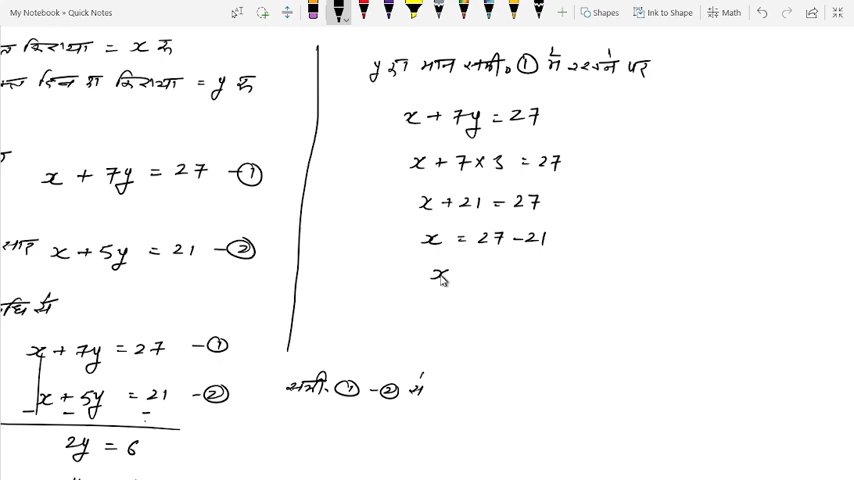 My Notebook » Quick Notes
Shapes
Ink to Shape
Math
किराया = x रु
दिन का किराया = y रु
x + 7y = 27 -①
x + 5y = 21 -②
x + 7y = 27 -①
x + 5y = 21 -②
2y = 6
y का मान समी. ① में रखने पर
x + 7y = 27
x + 7 × 3 = 27
x + 21 = 27
x = 27 - 21
x
समी. ① - ② से